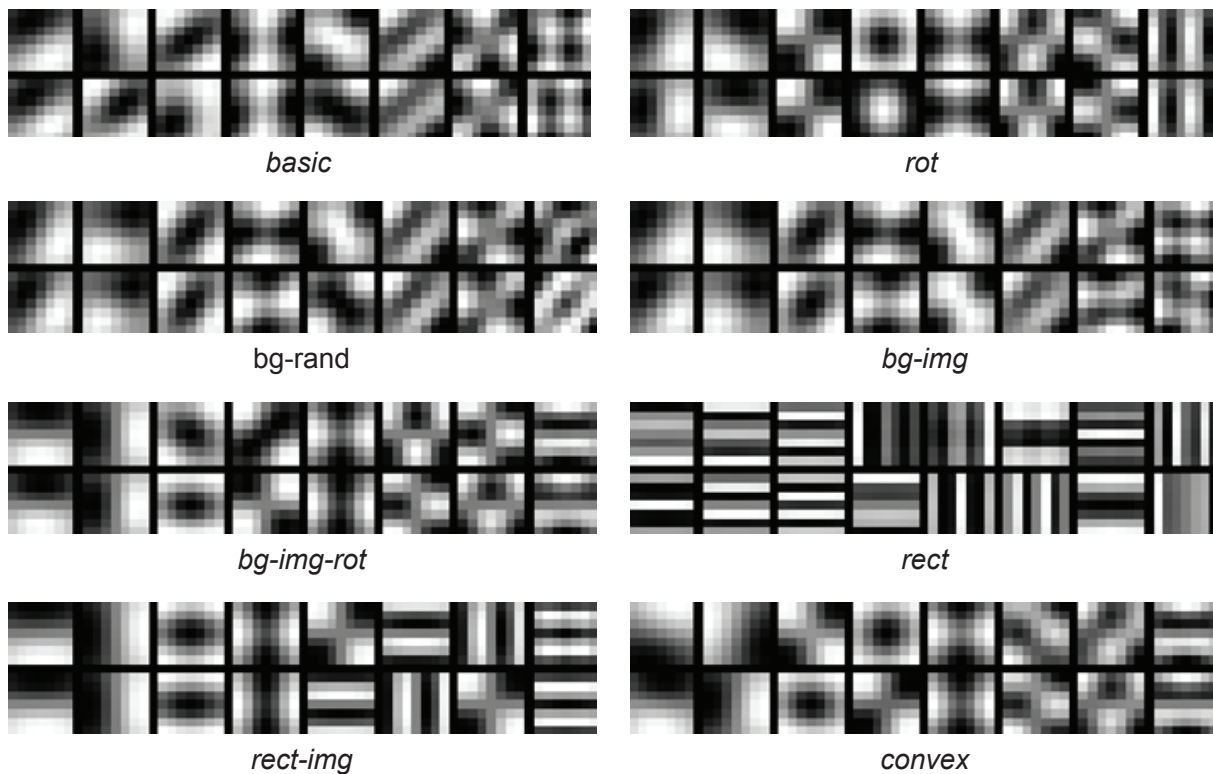 basic
rot
bg-rand
bg-img
bg-img-rot
rect
rect-img
convex